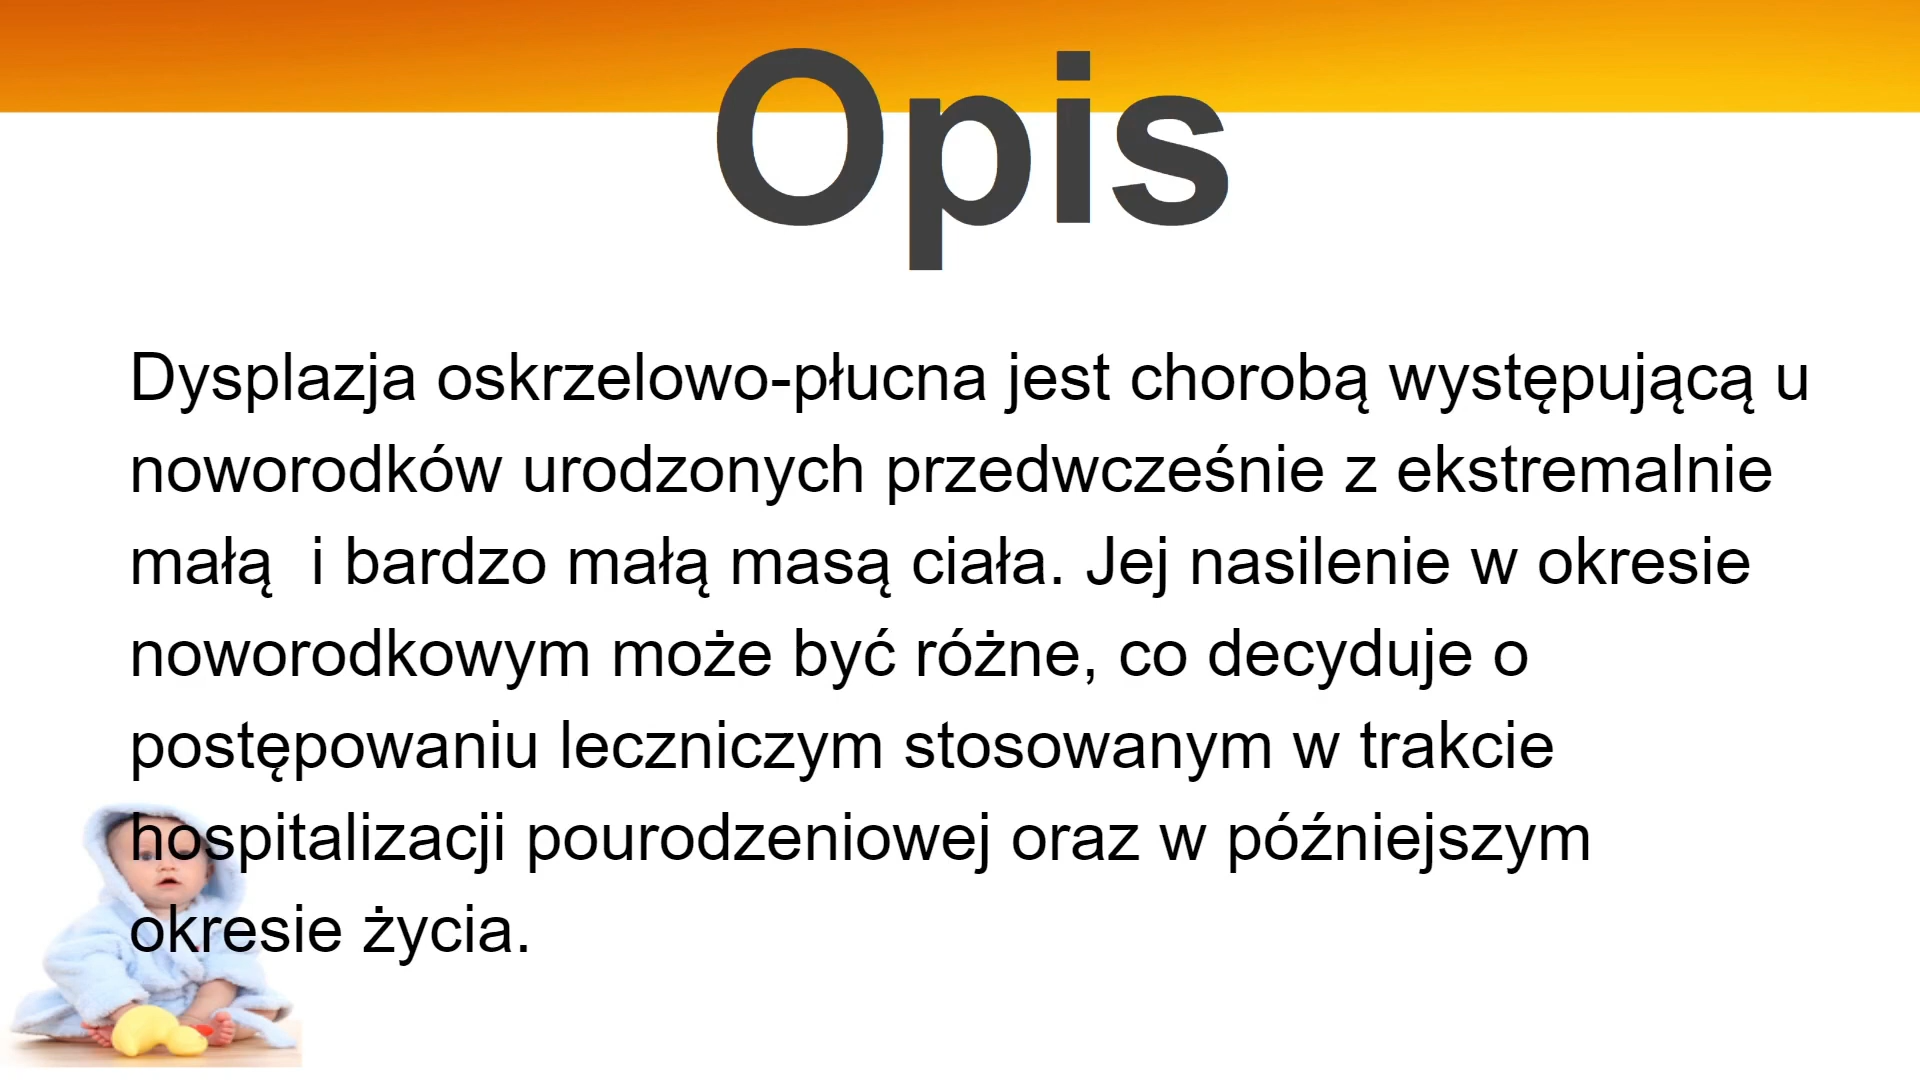 Opis
Dysplazja oskrzelowo-płucna jest chorobą występującą u
noworodków urodzonych przedwcześnie z ekstremalnie
małą  i bardzo małą masą ciała. Jej nasilenie w okresie
noworodkowym może być różne, co decyduje o
postępowaniu leczniczym stosowanym w trakcie
hospitalizacji pourodzeniowej oraz w późniejszym
okresie życia.